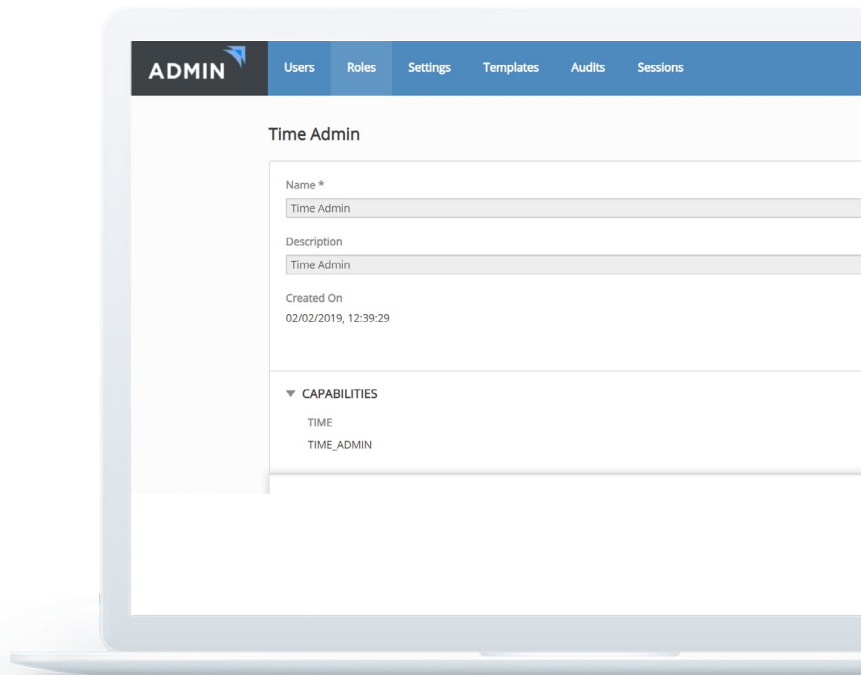 ADMIN
Users Roles Settings Templates Audits Sessions
Time Admin
Name *
Time Admin
Description
Time Admin
Created On
02/02/2019, 12:39:29
CAPABILITIES
TIME
TIME_ADMIN